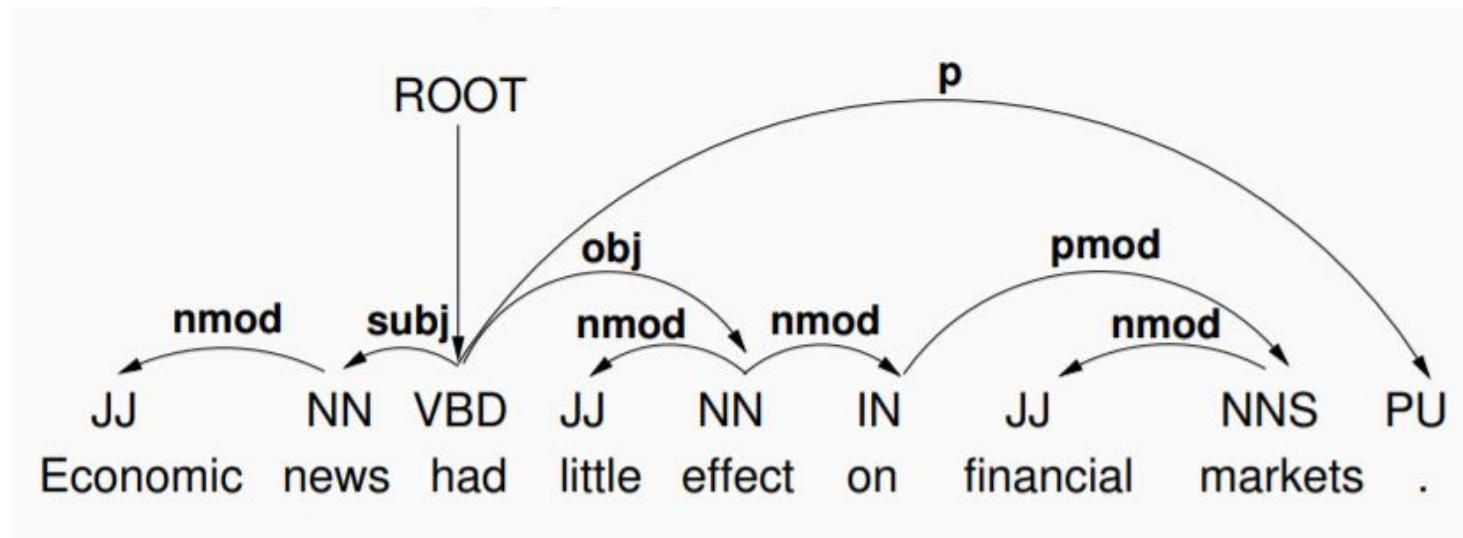 p
ROOT
obj pmod
nmod subj nmod nmod nmod
JJ NN VBD JJ NN IN JJ NNS PU
Economic news had little effect on financial markets .